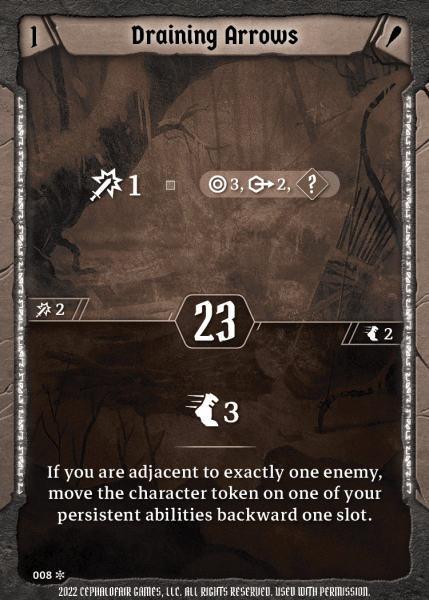 1
Draining Arrows
1
3, 2, ?
2
23
2
3
If you are adjacent to exactly one enemy,
move the character token on one of your
persistent abilities backward one slot.
008
2022 CEPHALOFAIR GAMES, LLC. ALL RIGHTS RESERVED. USED WITH PERMISSION.